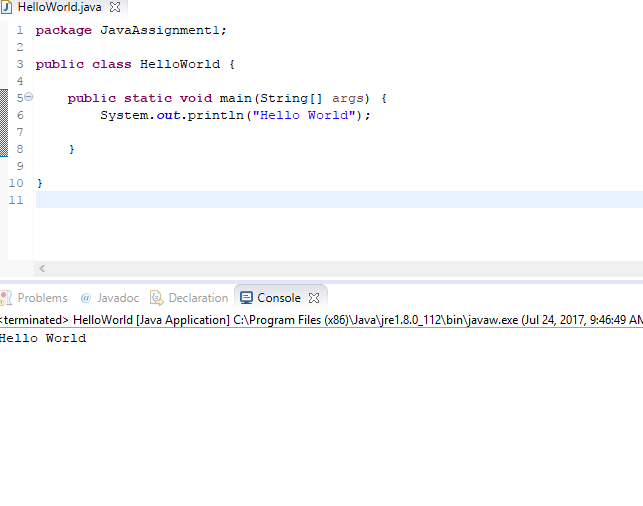 HelloWorld.java
1 package JavaAssignment1;
2
3 public class HelloWorld {
4
5 public static void main(String[] args) {
6 System.out.println("Hello World");
7
8 }
9
10 }
11
Problems @ Javadoc Declaration Console
<terminated> HelloWorld [Java Application] C:\Program Files (x86)\Java\jre1.8.0_112\bin\javaw.exe (Jul 24, 2017, 9:46:49 AM
Hello World